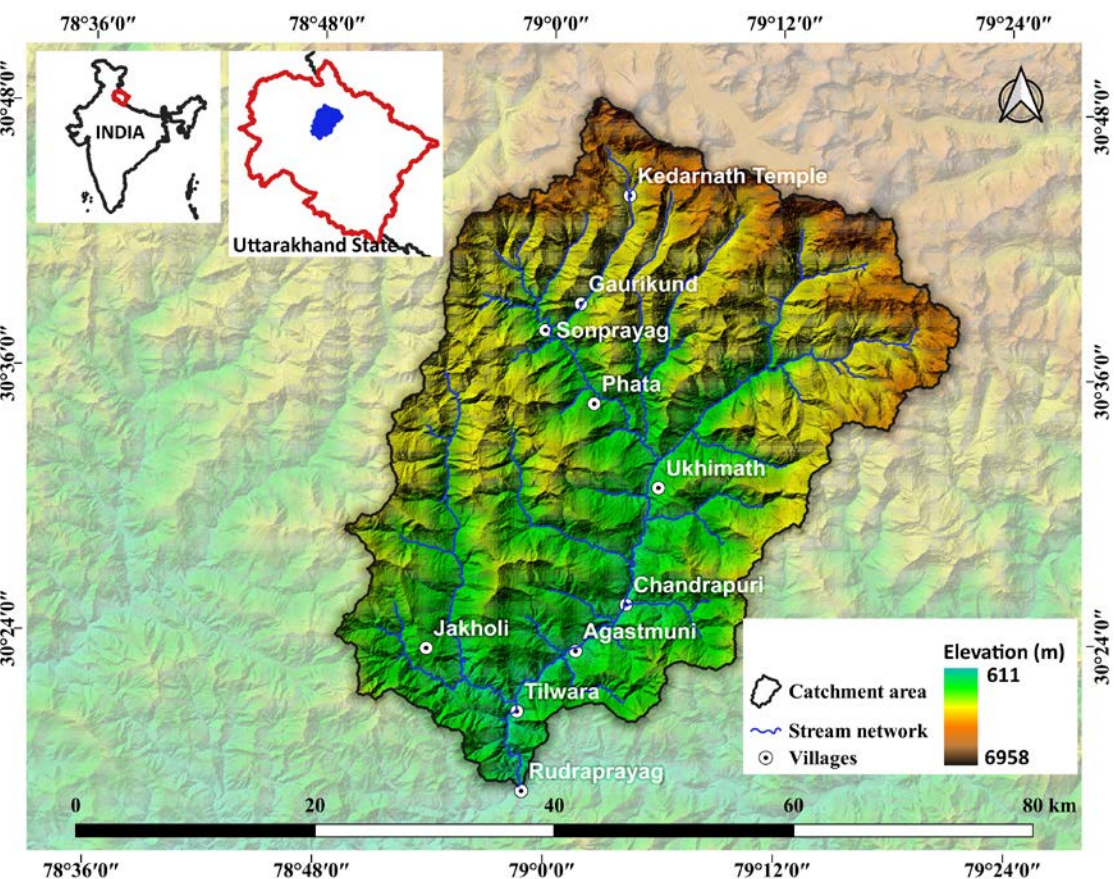 78°36'0"
78°48'0"
79°0'0"
79°12'0"
79°24'0"
30°48'0"
30°48'0"
INDIA
Uttarakhand State
Kedarnath Temple
Gaurikund
Sonprayag
30°36'0"
30°36'0"
Phata
Ukhimath
Chandrapuri
30°24'0"
Jakholi
Agastmuni
30°24'0"
Tilwara
Rudraprayag
Elevation (m)
611
6958
Catchment area
Stream network
Villages
0
20
40
60
80 km
78°36'0"
78°48'0"
79°0'0"
79°12'0"
79°24'0"